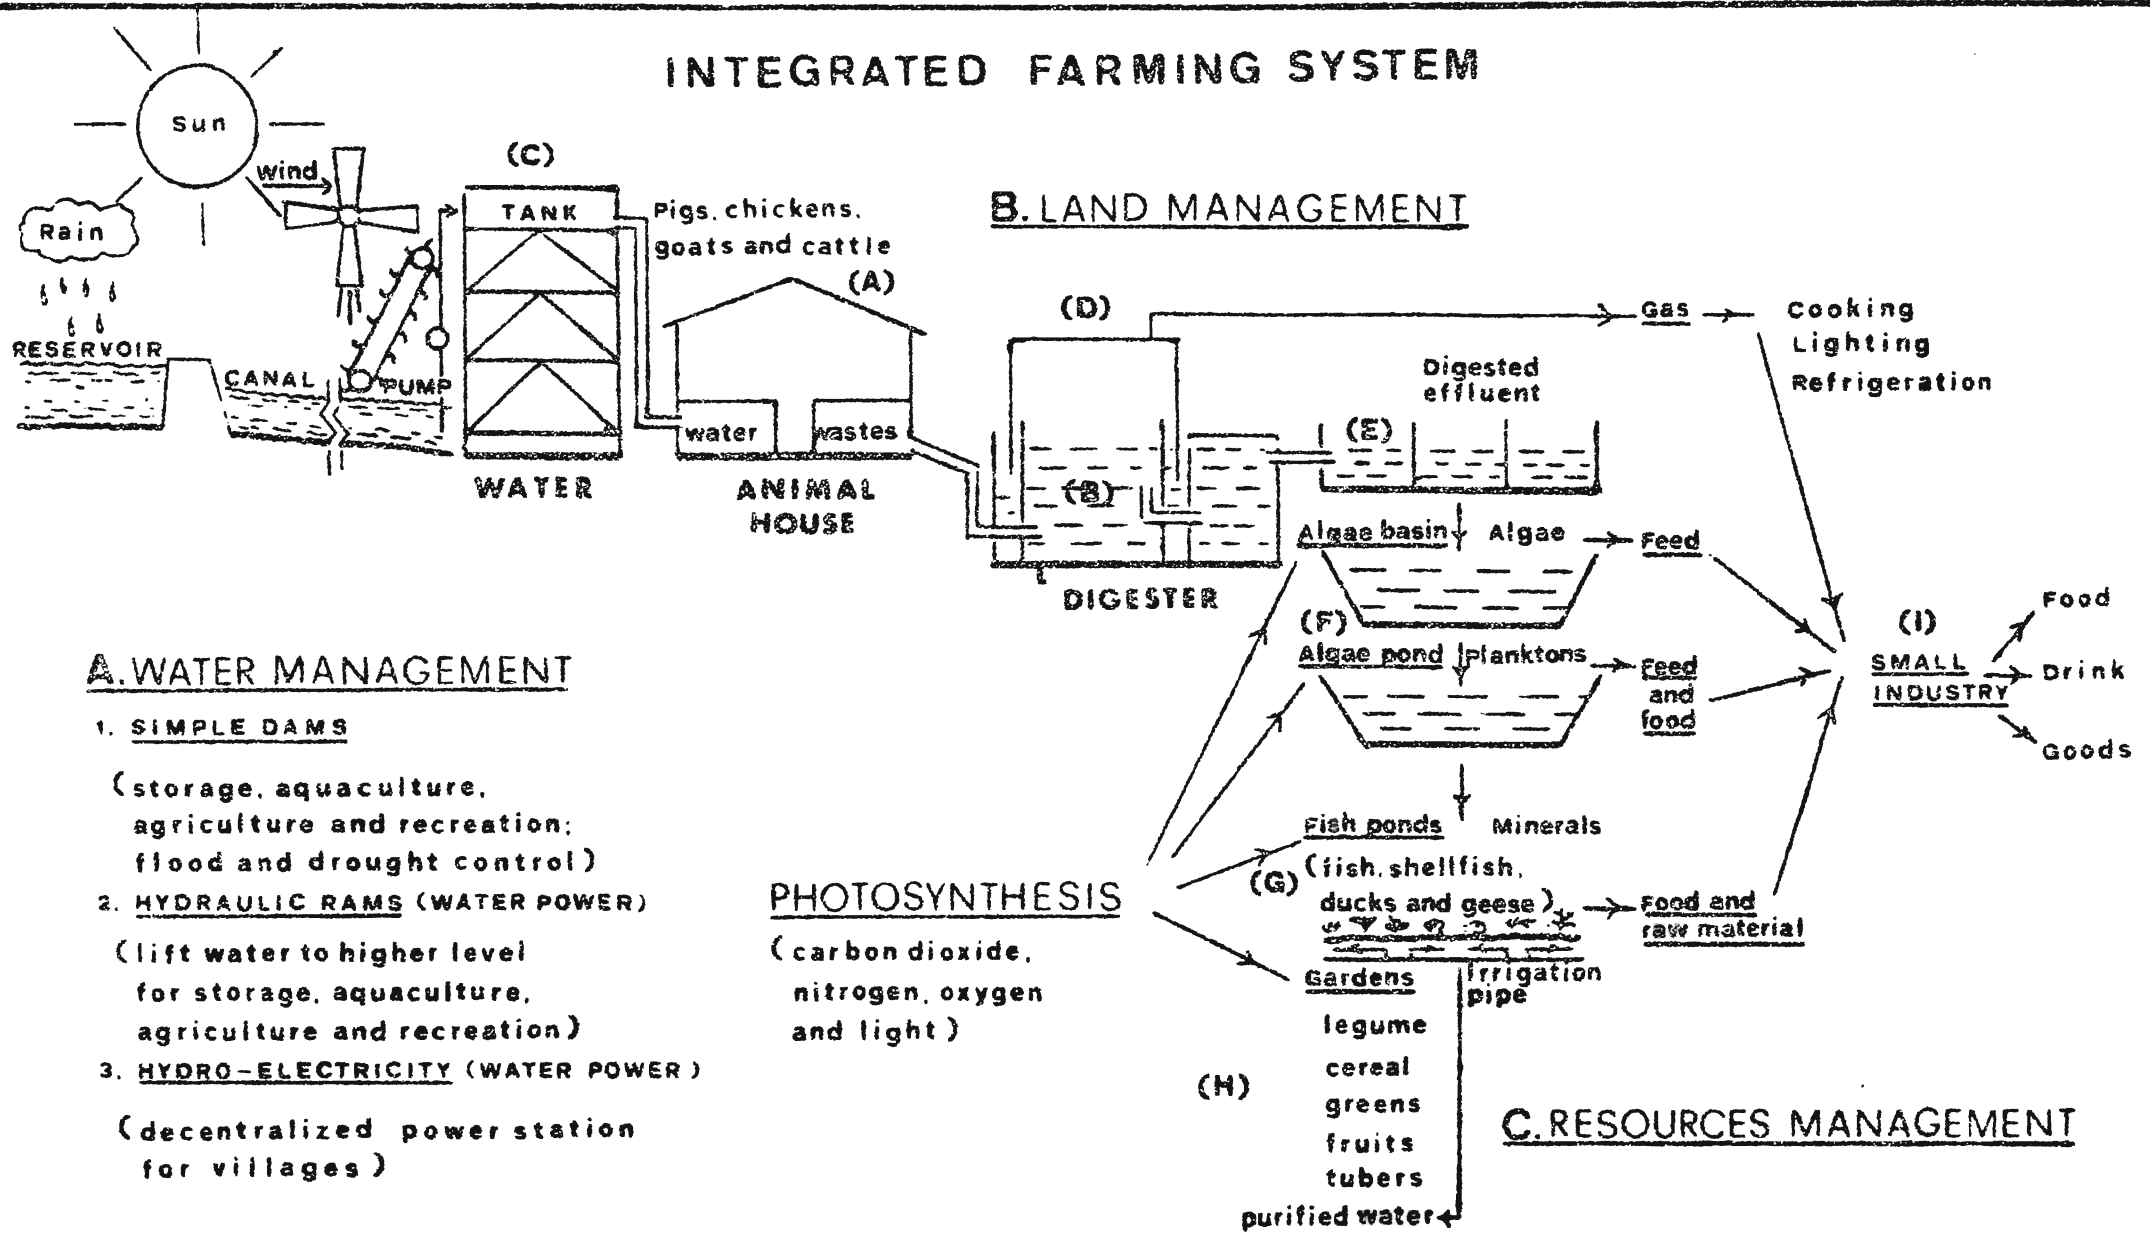 INTEGRATED FARMING SYSTEM
Sun
Wind
Rain
RESERVOIR
CANAL
PUMP
(C)
TANK
WATER
Pigs, chickens,
goats and cattle
(A)
water
wastes
ANIMAL
HOUSE
B. LAND MANAGEMENT
(D)
(B)
DIGESTER
Gas
Cooking
Lighting
Refrigeration
Digested
effluent
(E)
Algae basin
Algae
Feed
(F)
Algae pond
Planktons
Feed
and
food
(I)
SMALL
INDUSTRY
Food
Drink
Goods
Fish ponds
Minerals
(G)
(fish, shellfish,
ducks and geese)
Food and
raw material
Gardens
Irrigation
pipe
legume
cereal
greens
fruits
tubers
(H)
purified water
A. WATER MANAGEMENT
1. SIMPLE DAMS
(storage, aquaculture,
agriculture and recreation;
flood and drought control)
2. HYDRAULIC RAMS (WATER POWER)
(lift water to higher level
for storage, aquaculture,
agriculture and recreation)
3. HYDRO-ELECTRICITY (WATER POWER)
(decentralized power station
for villages)
PHOTOSYNTHESIS
(carbon dioxide,
nitrogen, oxygen
and light)
C. RESOURCES MANAGEMENT